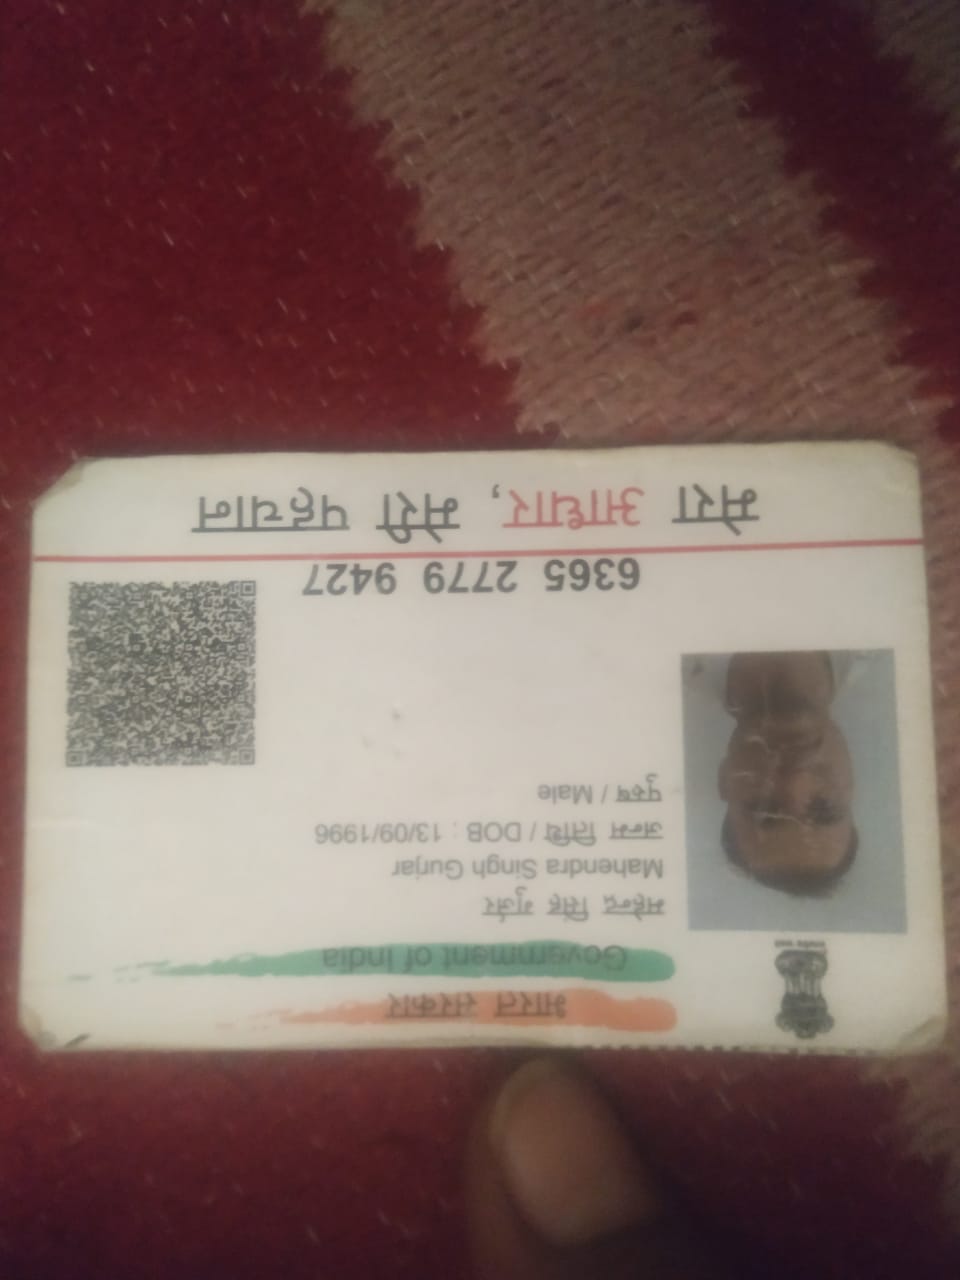 भारत सरकार
Government of India
महेन्द्र सिंह गुर्जर
Mahendra Singh Gurjar
जन्म तिथि / DOB : 13/09/1996
पुरुष / Male
6365 2779 9427
मेरा आधार, मेरी पहचान